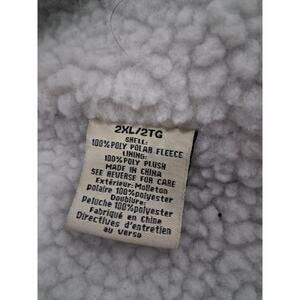 2XL/2TG
SHELL:
100%POLY POLAR FLEECE
LINING:
100%POLY PLUSH
MADE IN CHINA
SEE REVERSE FOR CARE
Extérieur: Molleton
polaire 100%polyester
Doublure:
Peluche 100%polyester
Fabriqué en Chine
Directives d'entretien
au verso